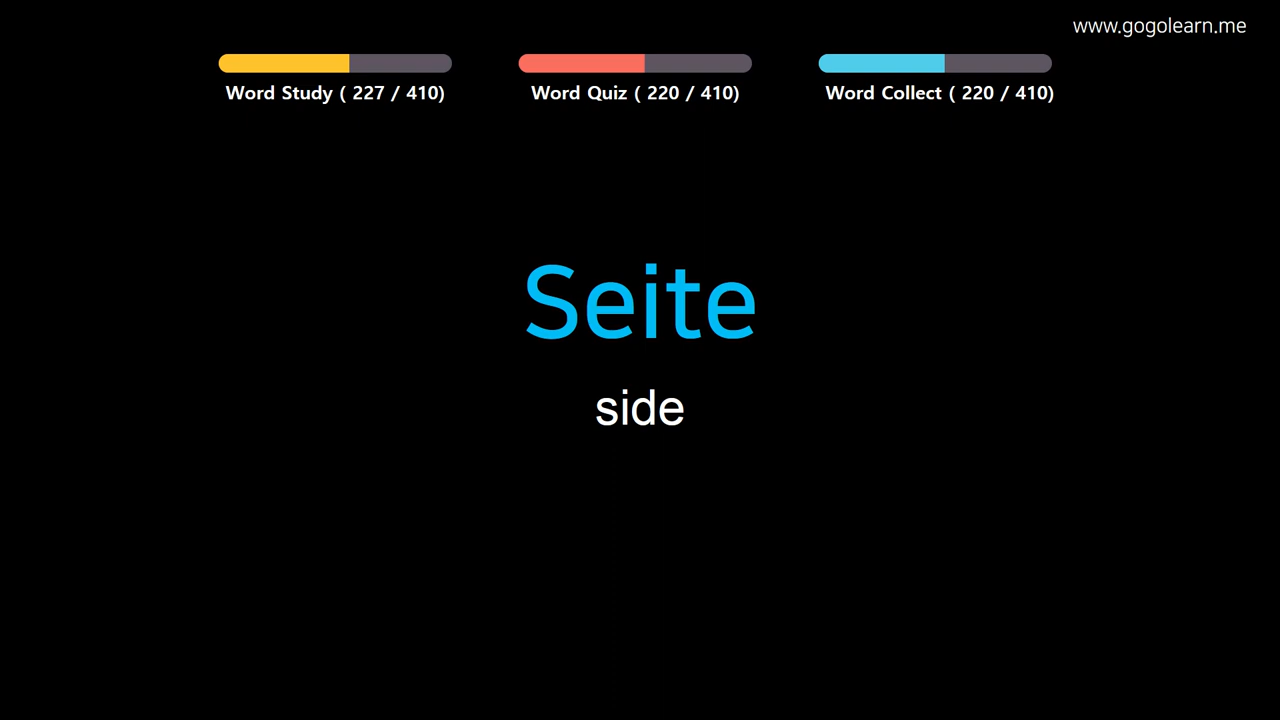 www.gogolearn.me
Word Study ( 227 / 410)
Word Quiz ( 220 / 410)
Word Collect ( 220 / 410)
Seite
side